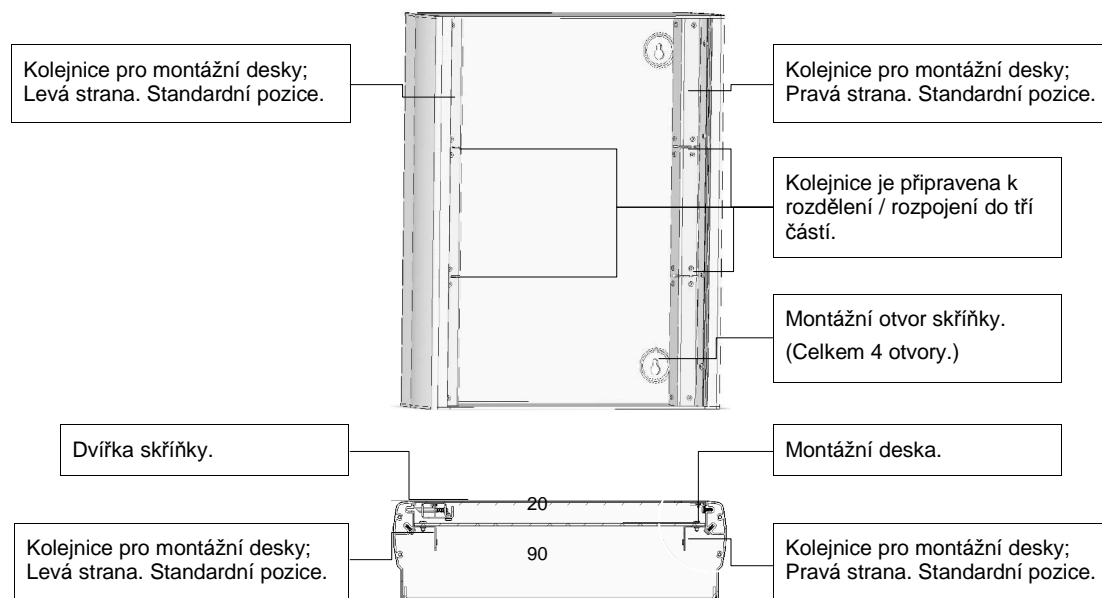 Kolejnice pro montážní desky;
Levá strana. Standardní pozice.
Kolejnice pro montážní desky;
Pravá strana. Standardní pozice.
Kolejnice je připravena k
rozdělení / rozpojení do tří
částí.
Montážní otvor skříňky.
(Celkem 4 otvory.)
Dvířka skříňky.
Montážní deska.
20
90
Kolejnice pro montážní desky;
Levá strana. Standardní pozice.
Kolejnice pro montážní desky;
Pravá strana. Standardní pozice.